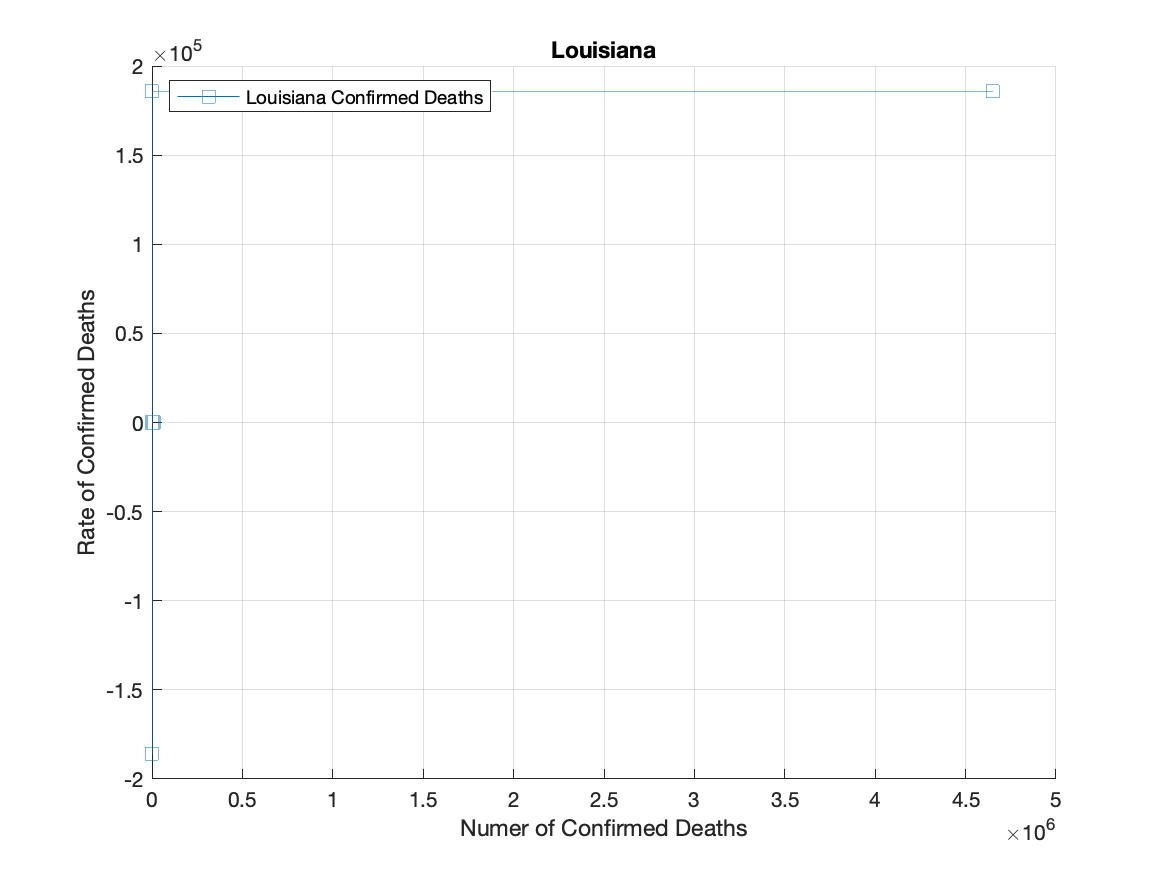 Louisiana
×10^5
Louisiana Confirmed Deaths
2
1.5
1
0.5
0
-0.5
-1
-1.5
-2
Rate of Confirmed Deaths
0 0.5 1 1.5 2 2.5 3 3.5 4 4.5 5
Numer of Confirmed Deaths
×10^6